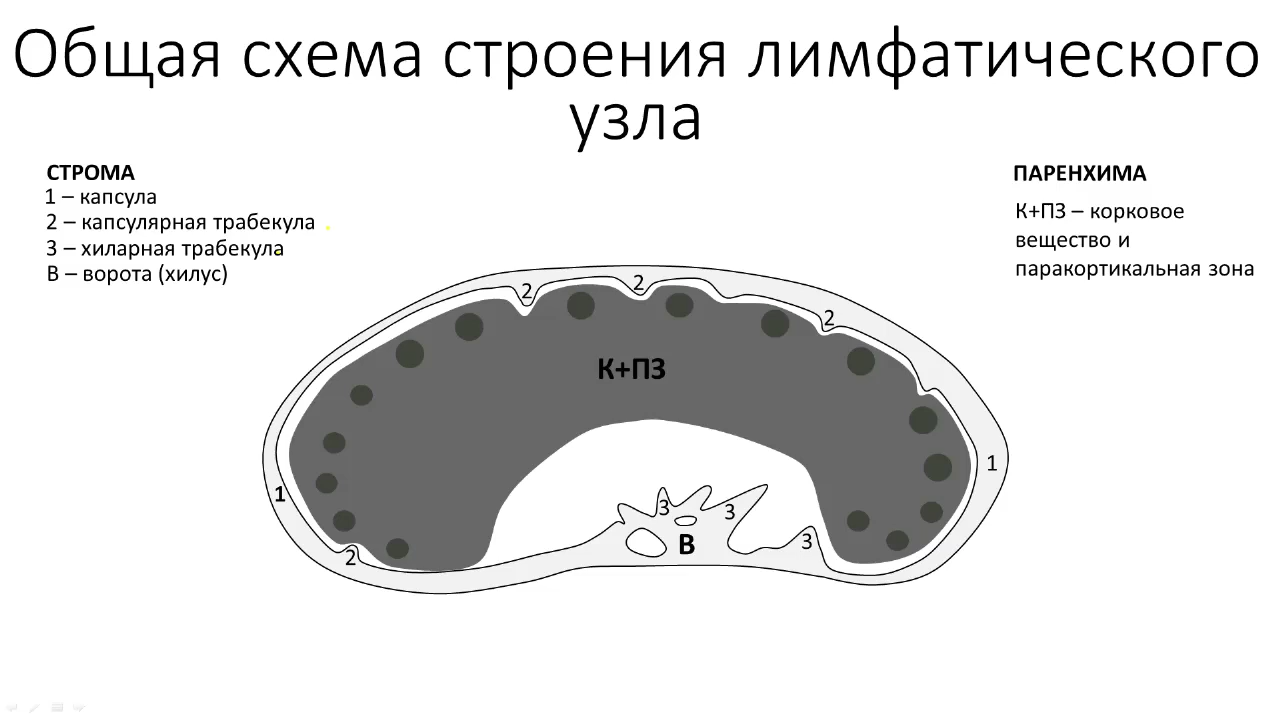 Общая схема строения лимфатического
узла
СТРОМА
1 – капсула
2 – капсулярная трабекула
3 – хиларная трабекула
В – ворота (хилус)
ПАРЕНХИМА
К+ПЗ – корковое
вещество и
паракортикальная зона
2
2
2
К+ПЗ
1
1
3
3
3
В
2